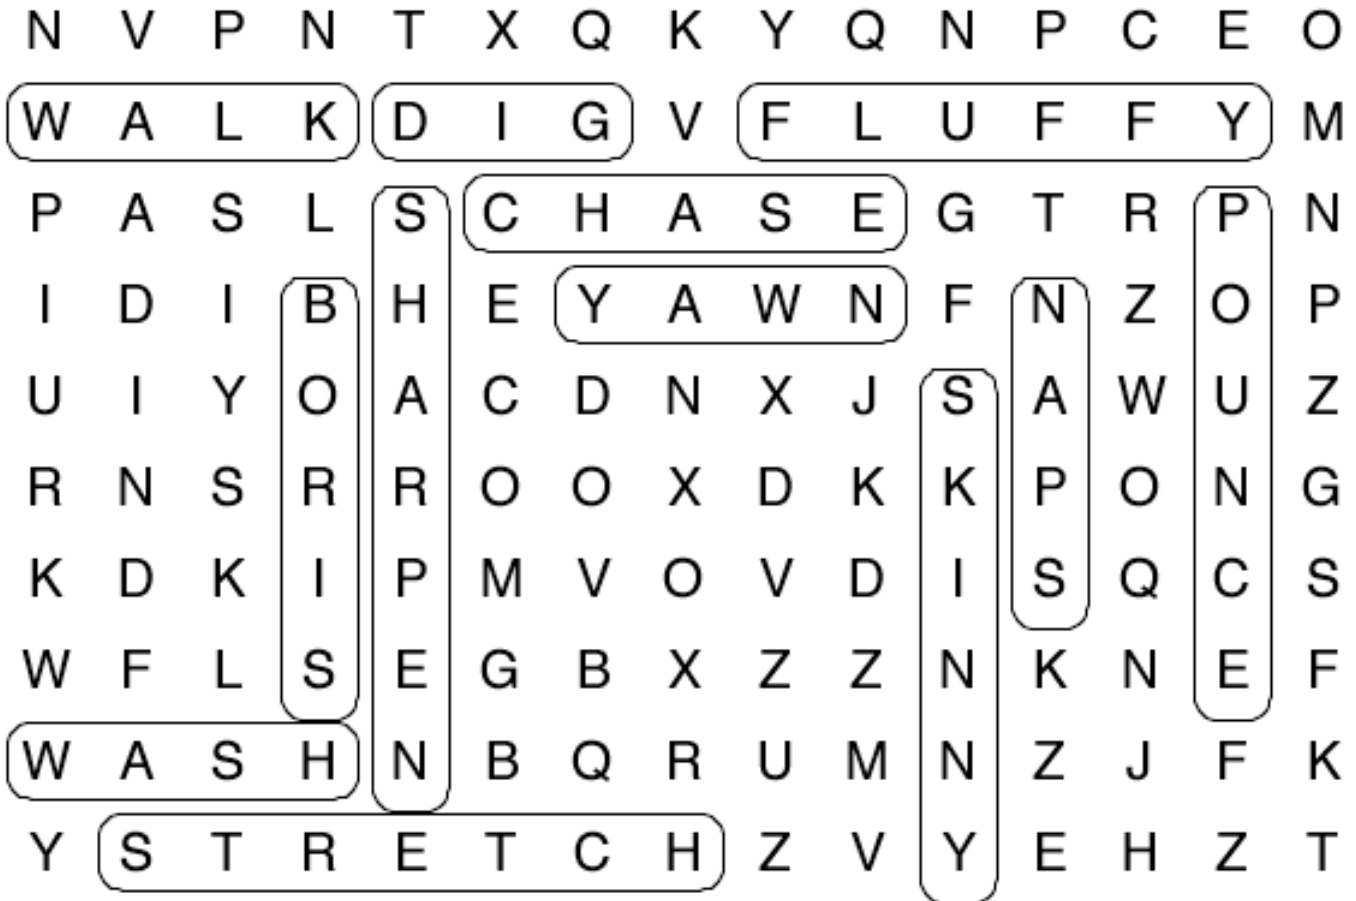 N V P N T X Q K Y Q N P C E O
W A L K D I G V F L U F F Y M
P A S L S C H A S E G T R P N
I D I B H E Y A W N F N Z O P
U I Y O A C D N X J S A W U Z
R N S R R O O X D K K P O N G
K D K I P M V O V D I S Q C S
W F L S E G B X Z Z N K N E F
W A S H N B Q R U M N Z J F K
Y S T R E T C H Z V Y E H Z T